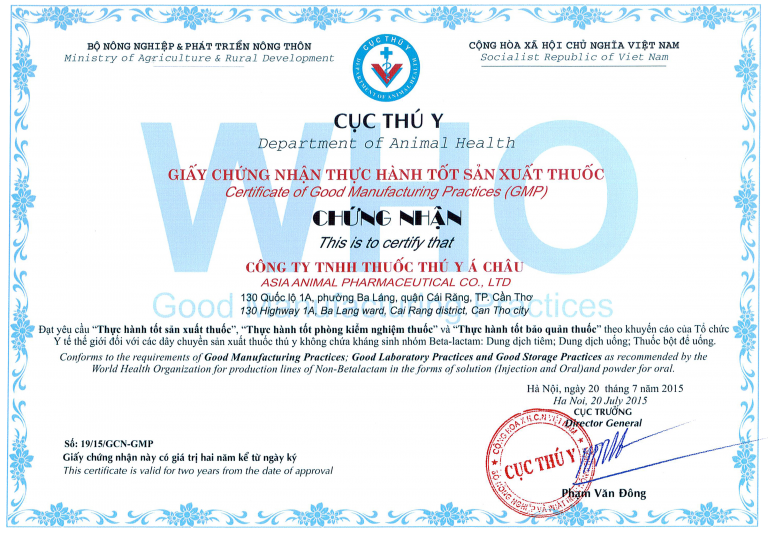 BỘ NÔNG NGHIỆP & PHÁT TRIỂN NÔNG THÔN
Ministry of Agriculture & Rural Development
CỤC THÚ Y
DEPARTMENT OF ANIMAL HEALTH
CỘNG HÒA XÃ HỘI CHỦ NGHĨA VIỆT NAM
Socialist Republic of Viet Nam
WHO
Good Manufacturing Practices
CỤC THÚ Y
Department of Animal Health
GIẤY CHỨNG NHẬN THỰC HÀNH TỐT SẢN XUẤT THUỐC
Certificate of Good Manufacturing Practices (GMP)
CHỨNG NHẬN
This is to certify that
CÔNG TY TNHH THUỐC THÚ Y Á CHÂU
ASIA ANIMAL PHARMACEUTICAL CO., LTD
130 Quốc lộ 1A, phường Ba Láng, quận Cái Răng, TP. Cần Thơ
130 Highway 1A, Ba Lang ward, Cai Rang district, Can Tho city
Đạt yêu cầu “Thực hành tốt sản xuất thuốc”, “Thực hành tốt phòng kiểm nghiệm thuốc” và “Thực hành tốt bảo quản thuốc” theo khuyến cáo của Tổ chức
Y tế thế giới đối với các dây chuyền sản xuất thuốc thú y không chứa kháng sinh nhóm Beta-lactam: Dung dịch tiêm; Dung dịch uống; Thuốc bột để uống.
Conforms to the requirements of Good Manufacturing Practices; Good Laboratory Practices and Good Storage Practices as recommended by the
World Health Organization for production lines of Non-Betalactam in the forms of solution (Injection and Oral)and powder for oral.
Hà Nội, ngày 20 tháng 7 năm 2015
Ha Noi, 20 July 2015
CỤC TRƯỞNG
Director General
CỤC THÚ Y
Phạm Văn Đông
Số: 19/15/GCN-GMP
Giấy chứng nhận này có giá trị hai năm kể từ ngày ký
This certificate is valid for two years from the date of approval